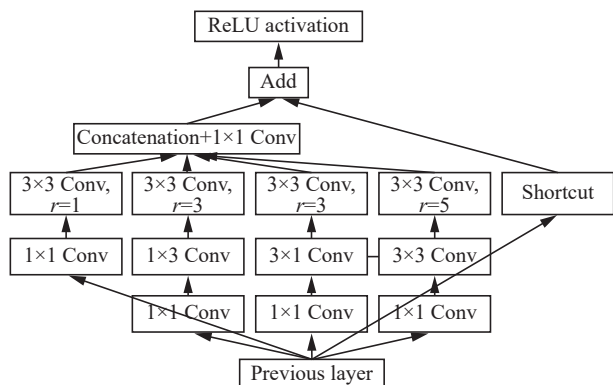 ReLU activation
Add
Concatenation+1×1 Conv
3×3 Conv,
r=1
3×3 Conv,
r=3
3×3 Conv,
r=3
3×3 Conv,
r=5
Shortcut
1×1 Conv
1×3 Conv
3×1 Conv
3×3 Conv
1×1 Conv
1×1 Conv
1×1 Conv
Previous layer